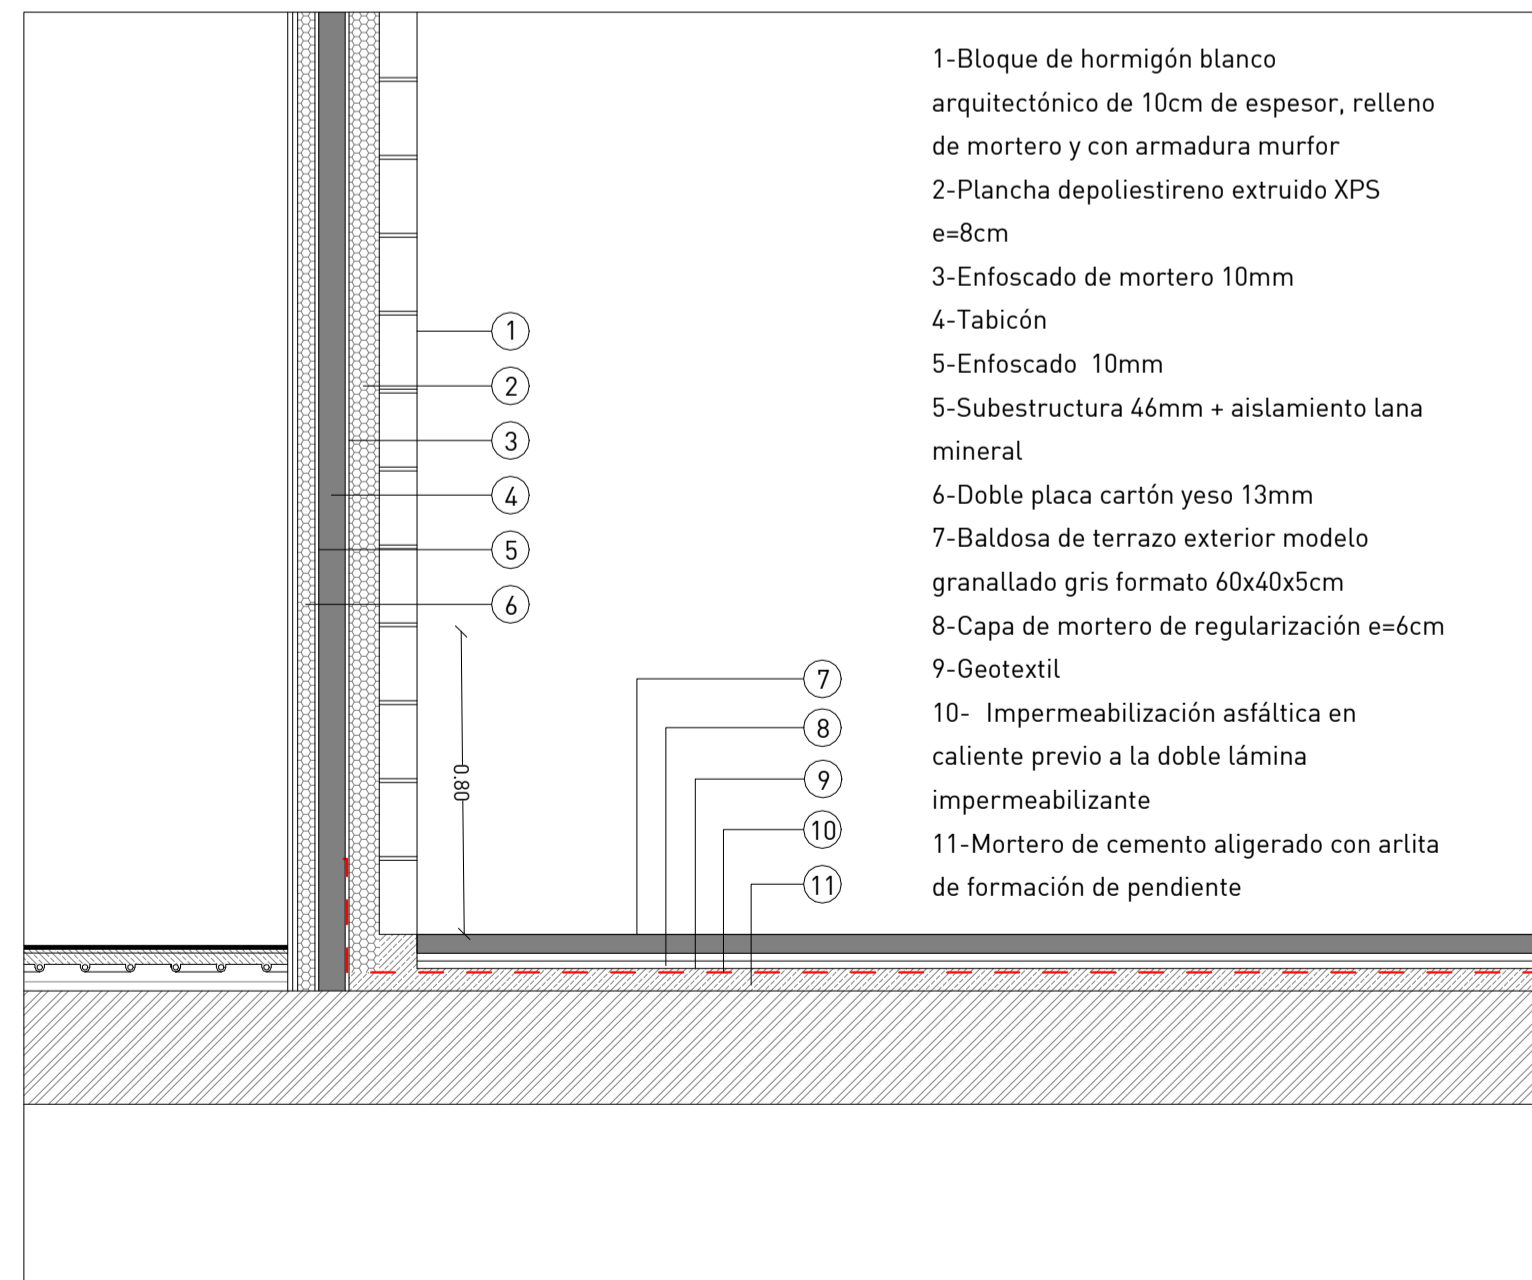 1-Bloque de hormigón blanco
arquitectónico de 10cm de espesor, relleno
de mortero y con armadura murfor
2-Plancha depoliestireno extruido XPS
e=8cm
3-Enfoscado de mortero 10mm
4-Tabicón
5-Enfoscado  10mm
5-Subestructura 46mm + aislamiento lana
mineral
6-Doble placa cartón yeso 13mm
7-Baldosa de terrazo exterior modelo
granallado gris formato 60x40x5cm
8-Capa de mortero de regularización e=6cm
9-Geotextil
10-  Impermeabilización asfáltica en
caliente previo a la doble lámina
impermeabilizante
11-Mortero de cemento aligerado con arlita
de formación de pendiente
1
2
3
4
5
6
7
8
9
10
11
0.80